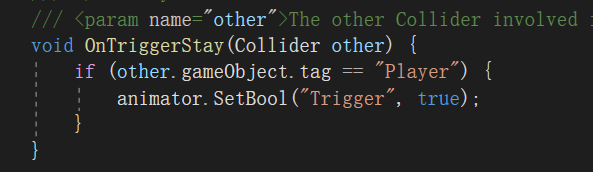 /// <param name="other">The other Collider involved
void OnTriggerStay(Collider other) {
if (other.gameObject.tag == "Player") {
animator.SetBool("Trigger", true);
}
}